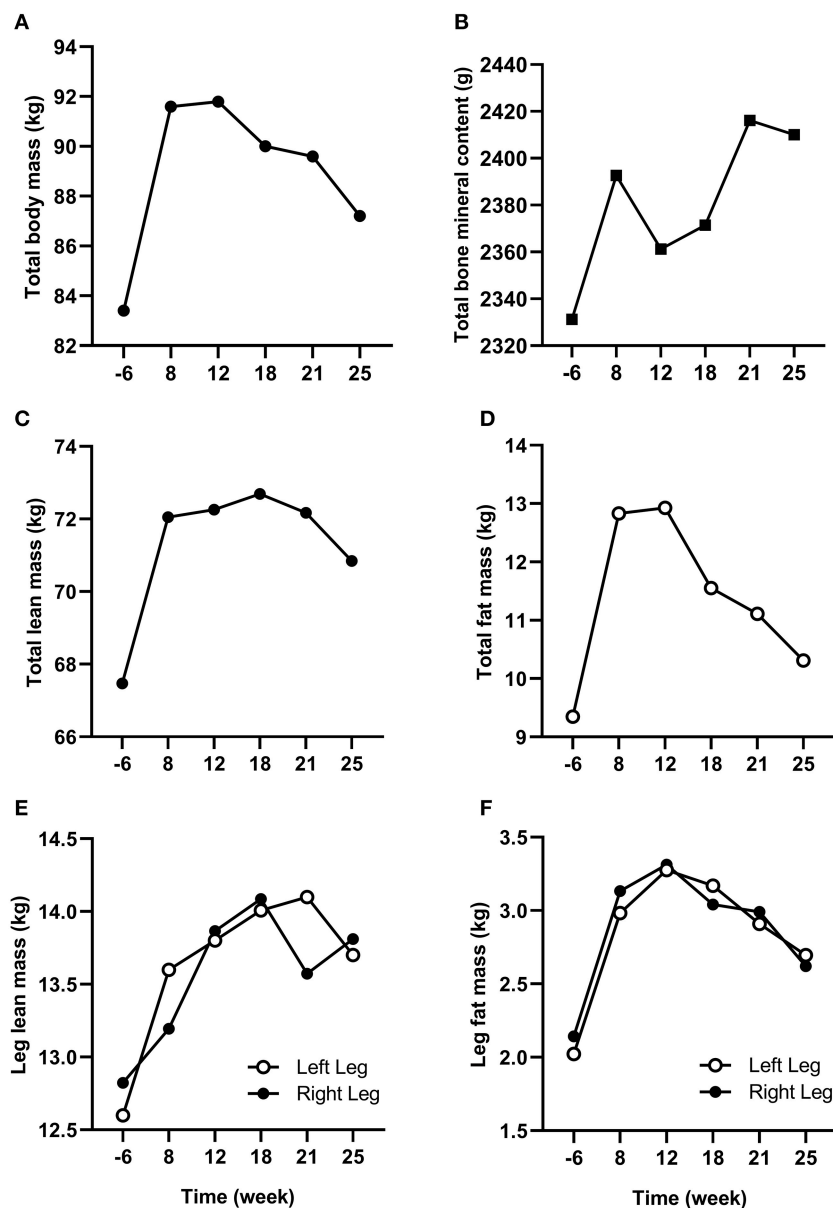 A
Total body mass (kg)
94
92
90
88
86
84
82
-6 8 12 18 21 25
B
Total bone mineral content (g)
2440
2420
2400
2380
2360
2340
2320
-6 8 12 18 21 25
C
Total lean mass (kg)
74
72
70
68
66
-6 8 12 18 21 25
D
Total fat mass (kg)
14
13
12
11
10
9
-6 8 12 18 21 25
E
Leg lean mass (kg)
14.5
14.0
13.5
13.0
12.5
Left Leg
Right Leg
-6 8 12 18 21 25
Time (week)
F
Leg fat mass (kg)
3.5
3.0
2.5
2.0
1.5
Left Leg
Right Leg
-6 8 12 18 21 25
Time (week)